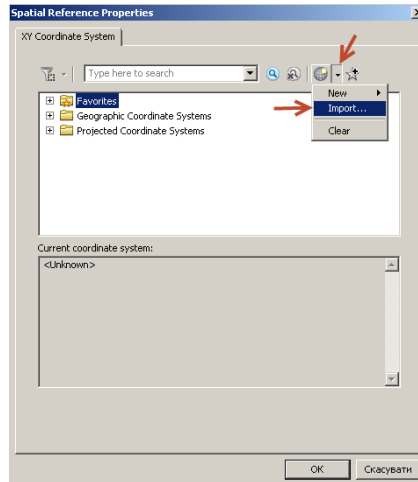 Spatial Reference Properties
XY Coordinate System
Type here to search
New
Import...
Clear
Favorites
Geographic Coordinate Systems
Projected Coordinate Systems
Current coordinate system:
<Unknown>
OK
Скасувати